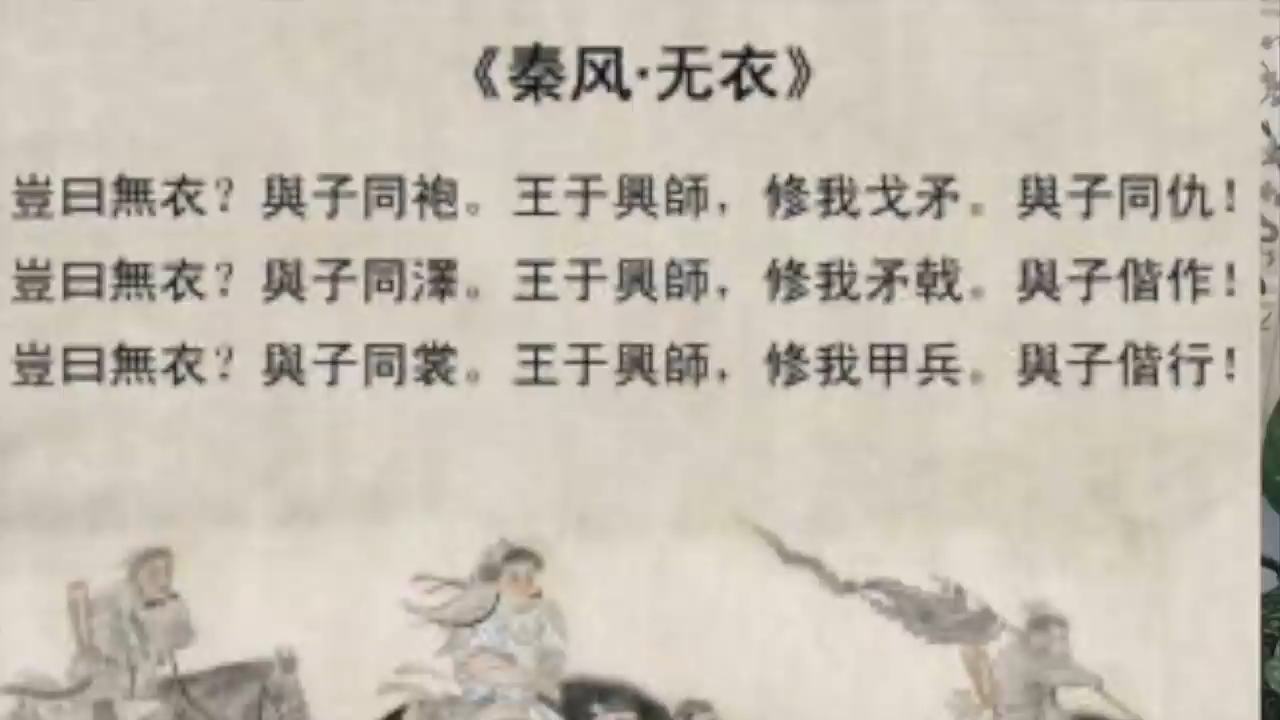 《秦风·无衣》
豈曰無衣？與子同袍。王于興師，修我戈矛。與子同仇！
豈曰無衣？與子同澤。王于興師，修我矛戟。與子偕作！
豈曰無衣？與子同裳。王于興師，修我甲兵。與子偕行！